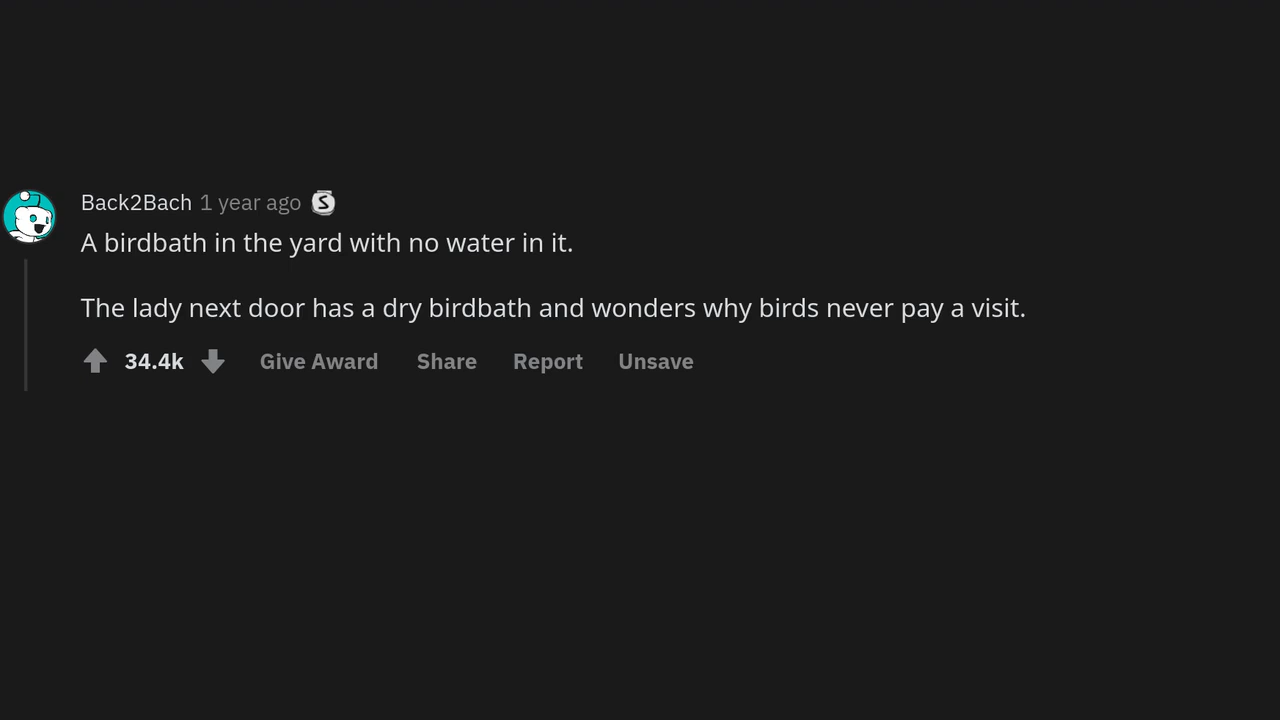 Back2Bach 1 year ago S
A birdbath in the yard with no water in it.
The lady next door has a dry birdbath and wonders why birds never pay a visit.
34.4k Give Award Share Report Unsave